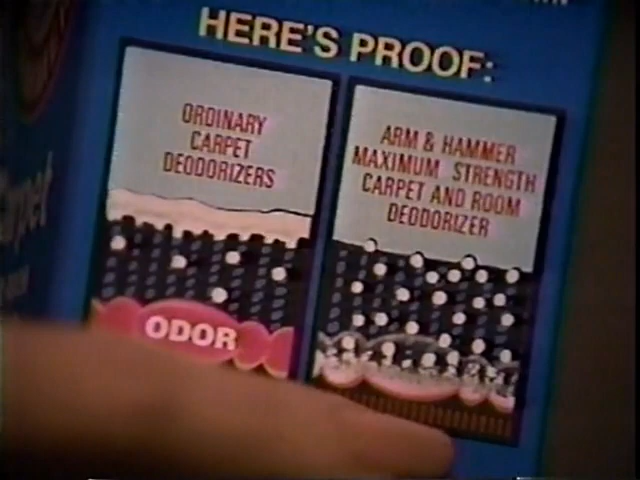 HERE'S PROOF:
ORDINARY
CARPET
DEODORIZERS
ODOR
ARM & HAMMER
MAXIMUM STRENGTH
CARPET AND ROOM
DEODORIZER